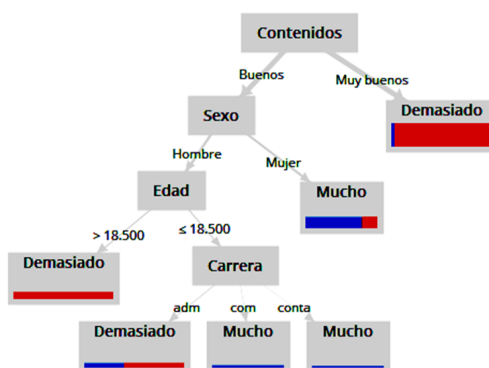 Contenidos
Buenos
Muy buenos
Sexo
Demasiado
Hombre
Mujer
Edad
Mucho
> 18.500
≤ 18.500
Demasiado
Carrera
adm
com
conta
Demasiado
Mucho
Mucho